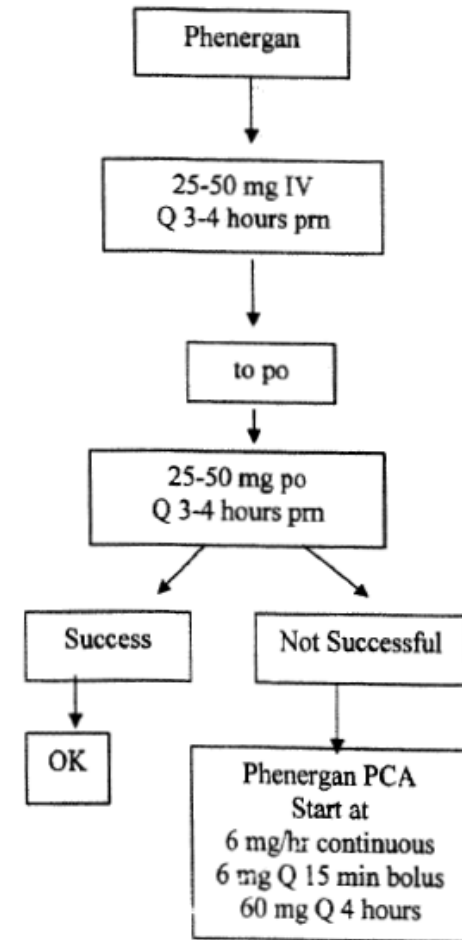 Phenergan
25-50 mg IV
Q 3-4 hours prn
to po
25-50 mg po
Q 3-4 hours prn
Success
Not Successful
OK
Phenergan PCA
Start at
6 mg/hr continuous
6 mg Q 15 min bolus
60 mg Q 4 hours